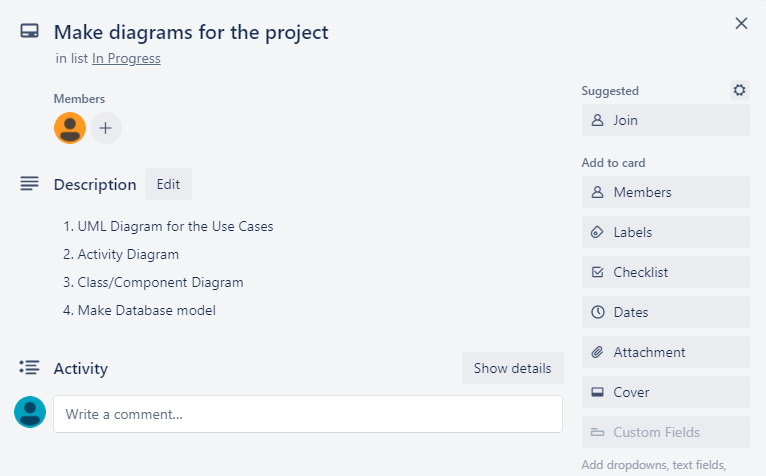 Make diagrams for the project
in list In Progress
Members
Description
Edit
1. UML Diagram for the Use Cases
2. Activity Diagram
3. Class/Component Diagram
4. Make Database model
Activity
Show details
Write a comment...
Suggested
Join
Add to card
Members
Labels
Checklist
Dates
Attachment
Cover
Custom Fields
Add dropdowns, text fields,